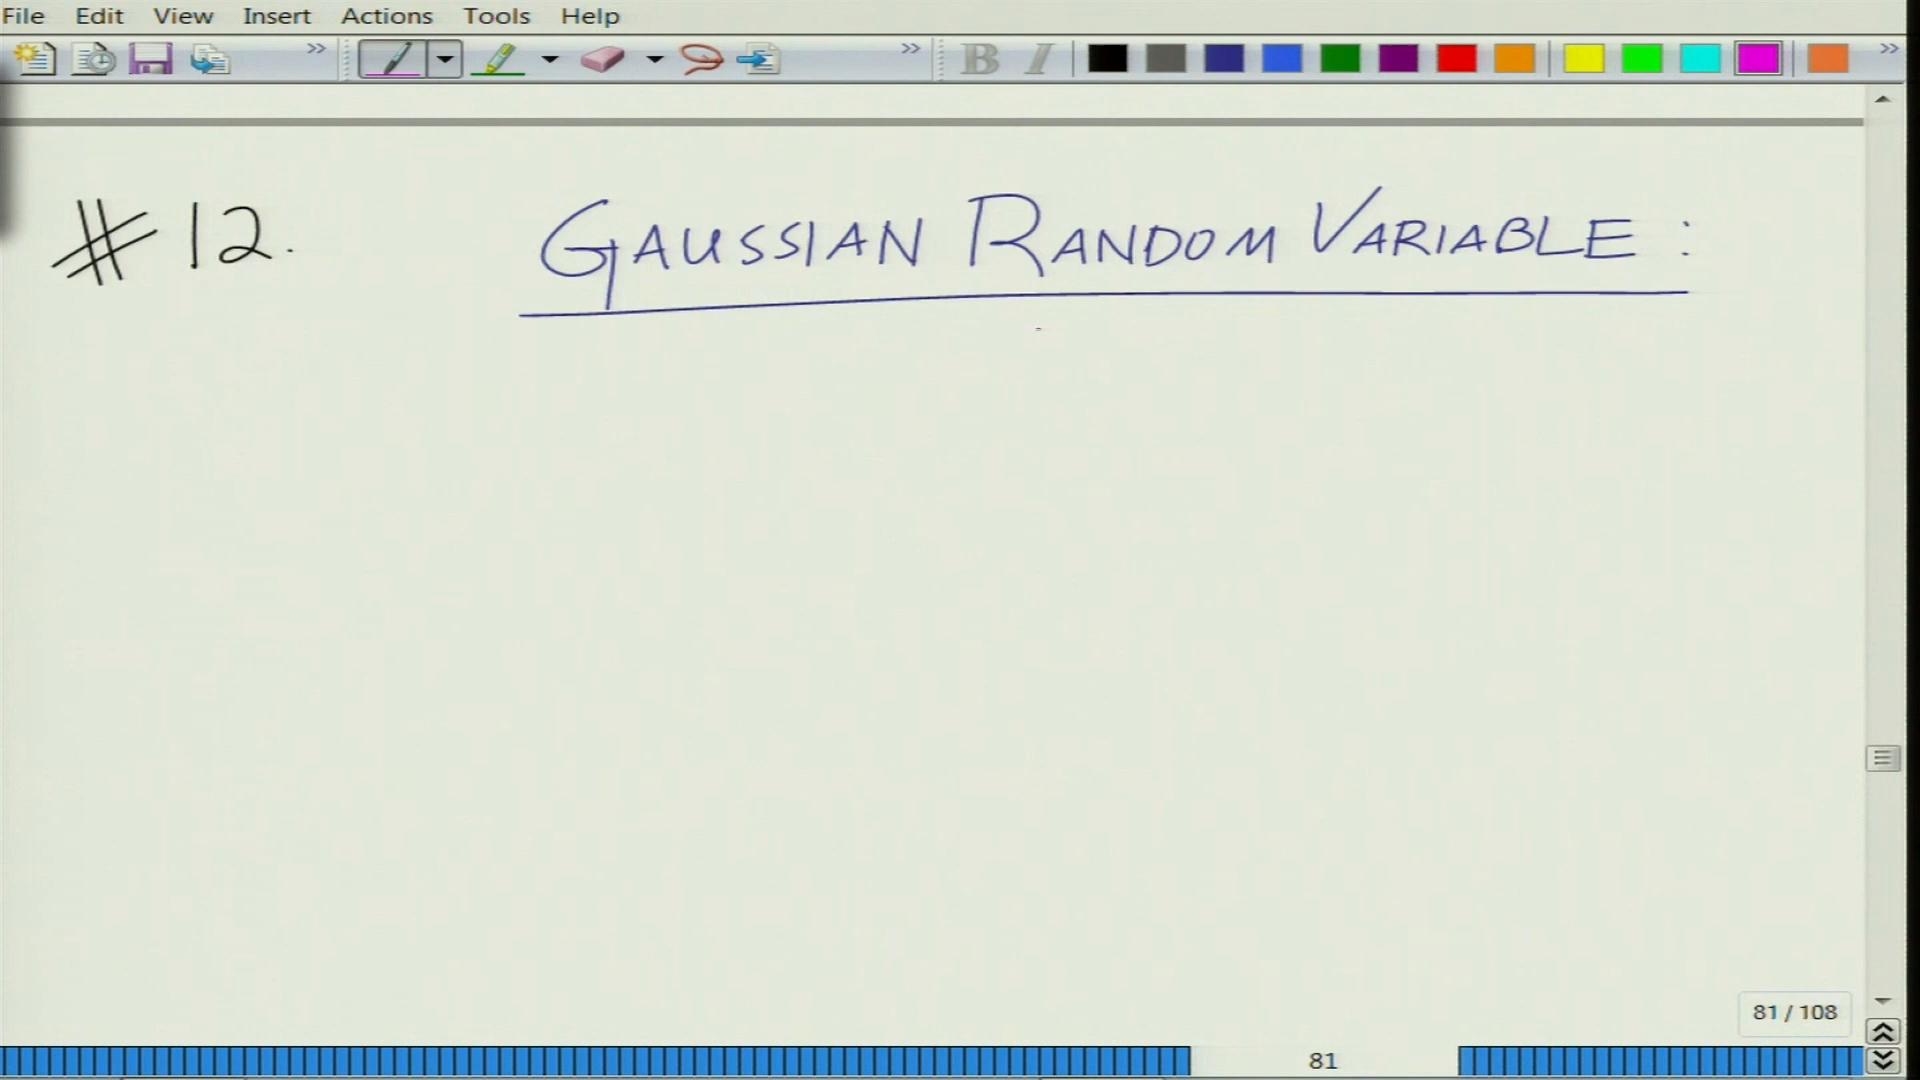 File Edit View Insert Actions Tools Help
B I
# 12. GAUSSIAN RANDOM VARIABLE :
81 / 108
81